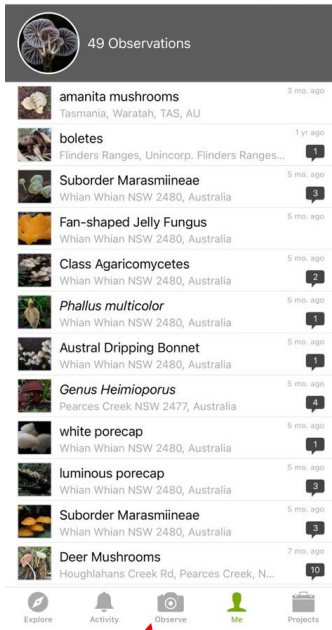 49 Observations
amanita mushrooms 3 mo. ago
Tasmania, Waratah, TAS, AU
boletes 1 yr ago
Flinders Ranges, Unincorp. Flinders Ranges... 1
Suborder Marasmiineae 5 mo. ago
Whian Whian NSW 2480, Australia 3
Fan-shaped Jelly Fungus 5 mo. ago
Whian Whian NSW 2480, Australia
Class Agaricomycetes 5 mo. ago
Whian Whian NSW 2480, Australia 2
Phallus multicolor 5 mo. ago
Whian Whian NSW 2480, Australia 1
Austral Dripping Bonnet 5 mo. ago
Whian Whian NSW 2480, Australia 1
Genus Heimioporus 5 mo. ago
Pearces Creek NSW 2477, Australia 4
white porecap 5 mo. ago
Whian Whian NSW 2480, Australia 1
luminous porecap 5 mo. ago
Whian Whian NSW 2480, Australia 3
Suborder Marasmiineae 5 mo. ago
Whian Whian NSW 2480, Australia 3
Deer Mushrooms 7 mo. ago
Houghlahans Creek Rd, Pearces Creek, N... 10
Explore Activity Observe Me Projects